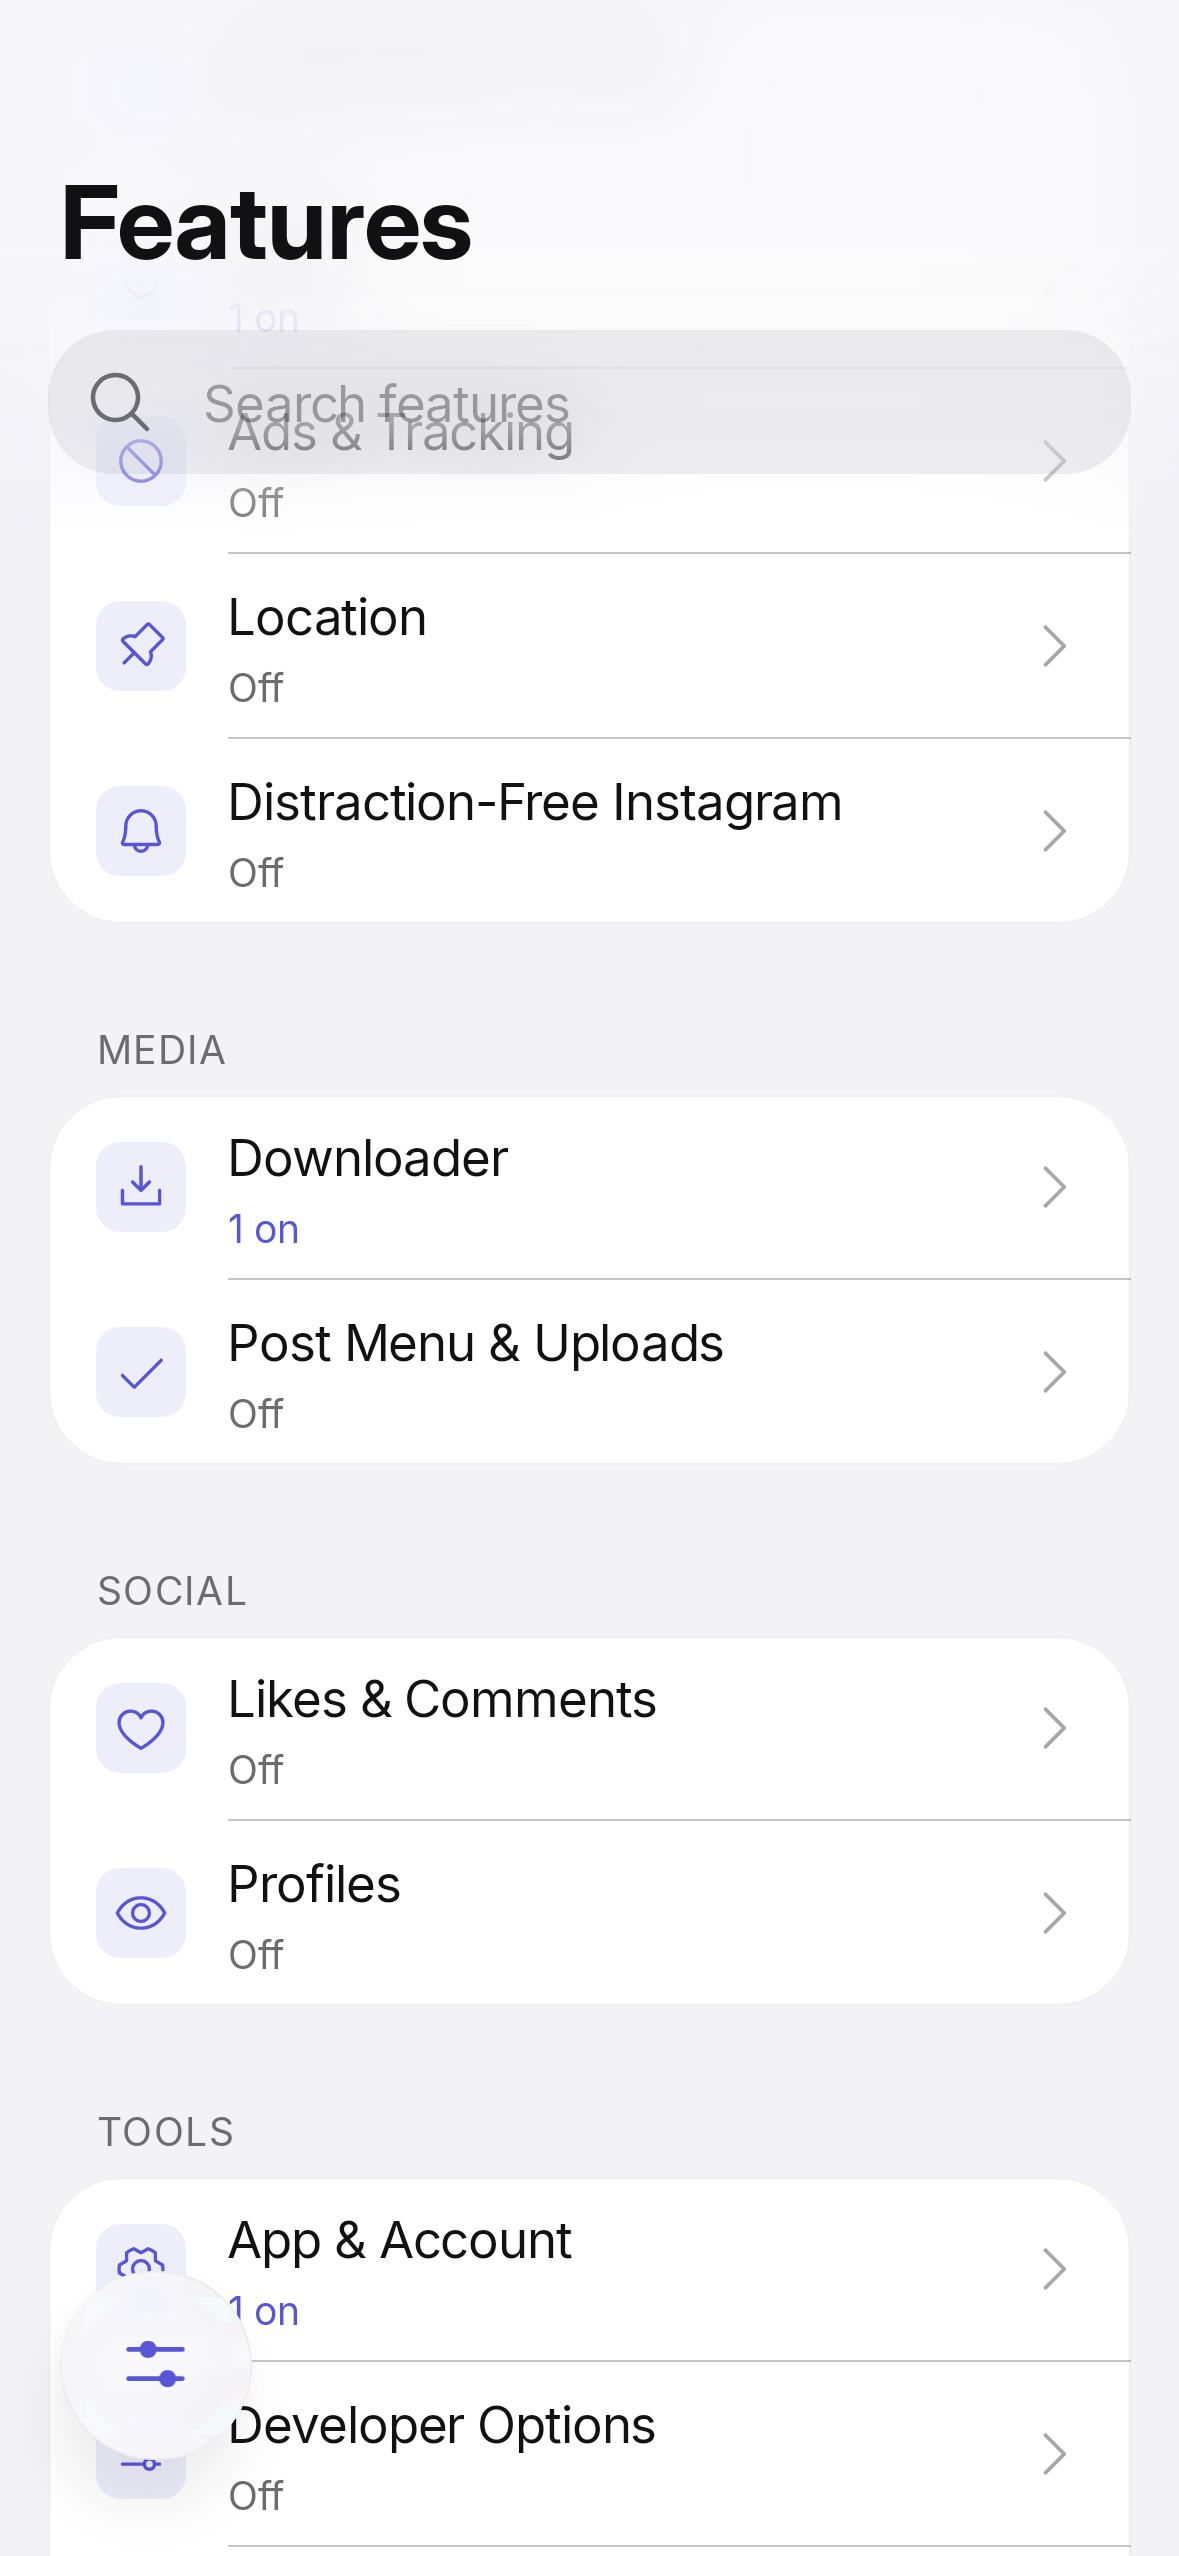 Features
1 on
Search features
Ads & Tracking
Off
Location
Off
Distraction-Free Instagram
Off
MEDIA
Downloader
1 on
Post Menu & Uploads
Off
SOCIAL
Likes & Comments
Off
Profiles
Off
TOOLS
App & Account
1 on
Developer Options
Off